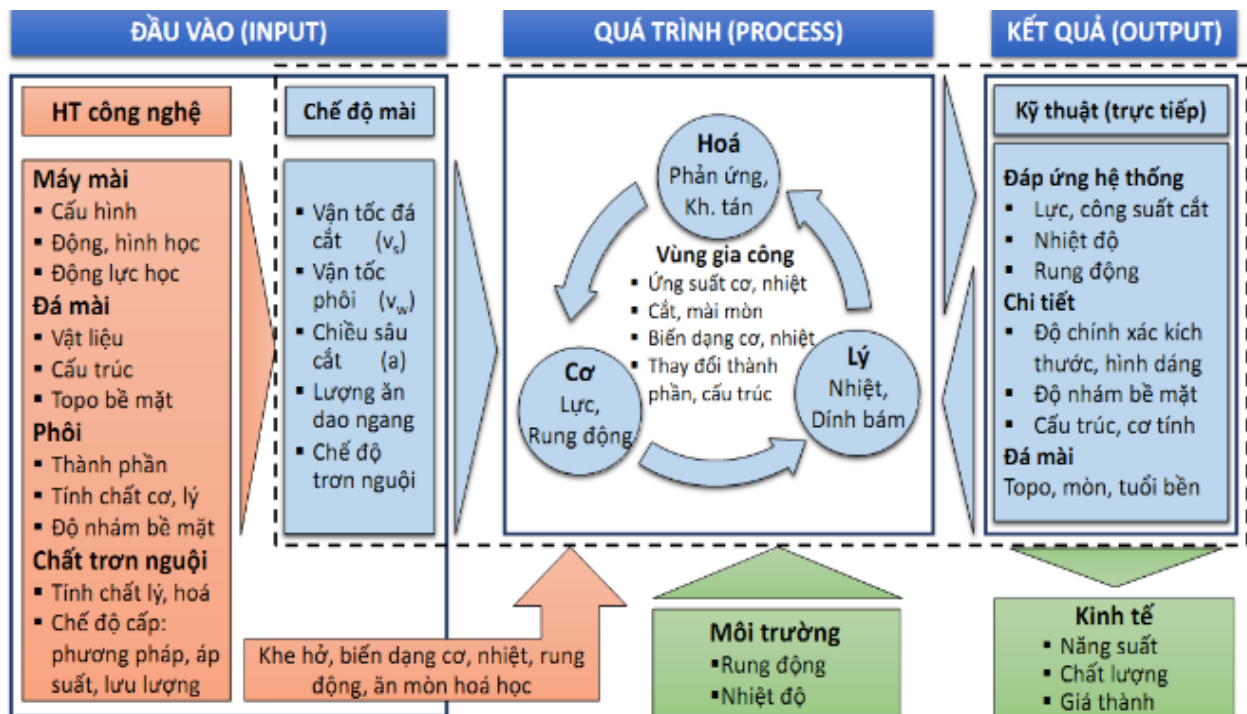 ĐẦU VÀO (INPUT)
QUÁ TRÌNH (PROCESS)
KẾT QUẢ (OUTPUT)
HT công nghệ
Máy mài
▪ Cấu hình
▪ Động, hình học
▪ Động lực học
Đá mài
▪ Vật liệu
▪ Cấu trúc
▪ Topo bề mặt
Phôi
▪ Thành phần
▪ Tính chất cơ, lý
▪ Độ nhám bề mặt
Chất trơn nguội
▪ Tính chất lý, hoá
▪ Chế độ cấp:
phương pháp, áp
suất, lưu lượng
Chế độ mài
▪ Vận tốc đá
cắt (vs)
▪ Vận tốc
phôi (vw)
▪ Chiều sâu
cắt (a)
▪ Lượng ăn
dao ngang
▪ Chế độ
trơn nguội
Hoá
Phản ứng,
Kh. tán
Vùng gia công
▪ Ứng suất cơ, nhiệt
▪ Cắt, mài mòn
▪ Biến dạng cơ, nhiệt
▪ Thay đổi thành
phần, cấu trúc
Cơ
Lực,
Rung động
Lý
Nhiệt,
Dính bám
Kỹ thuật (trực tiếp)
Đáp ứng hệ thống
▪ Lực, công suất cắt
▪ Nhiệt độ
▪ Rung động
Chi tiết
▪ Độ chính xác kích
thước, hình dáng
▪ Độ nhám bề mặt
▪ Cấu trúc, cơ tính
Đá mài
Topo, mòn, tuổi bền
Khe hở, biến dạng cơ, nhiệt, rung
động, ăn mòn hoá học
Môi trường
▪Rung động
▪Nhiệt độ
Kinh tế
▪ Năng suất
▪ Chất lượng
▪ Giá thành